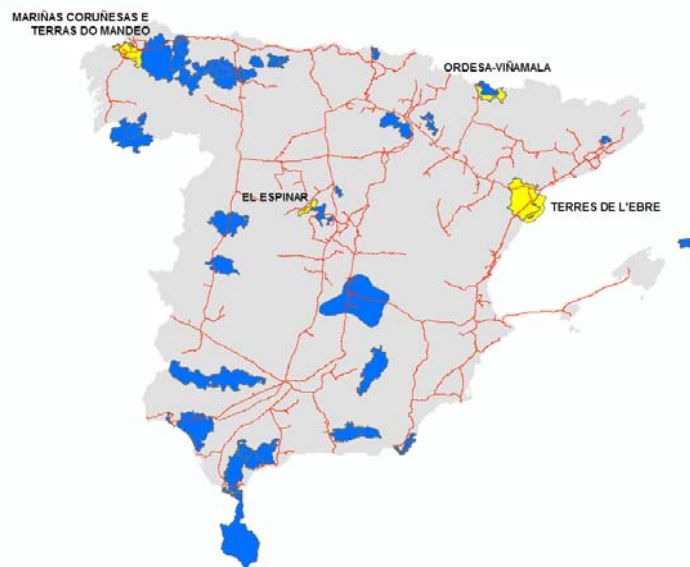 MARIÑAS CORUÑESAS E
TERRAS DO MANDEO
ORDESA-VIÑAMALA
EL ESPINAR
TERRES DE L'EBRE